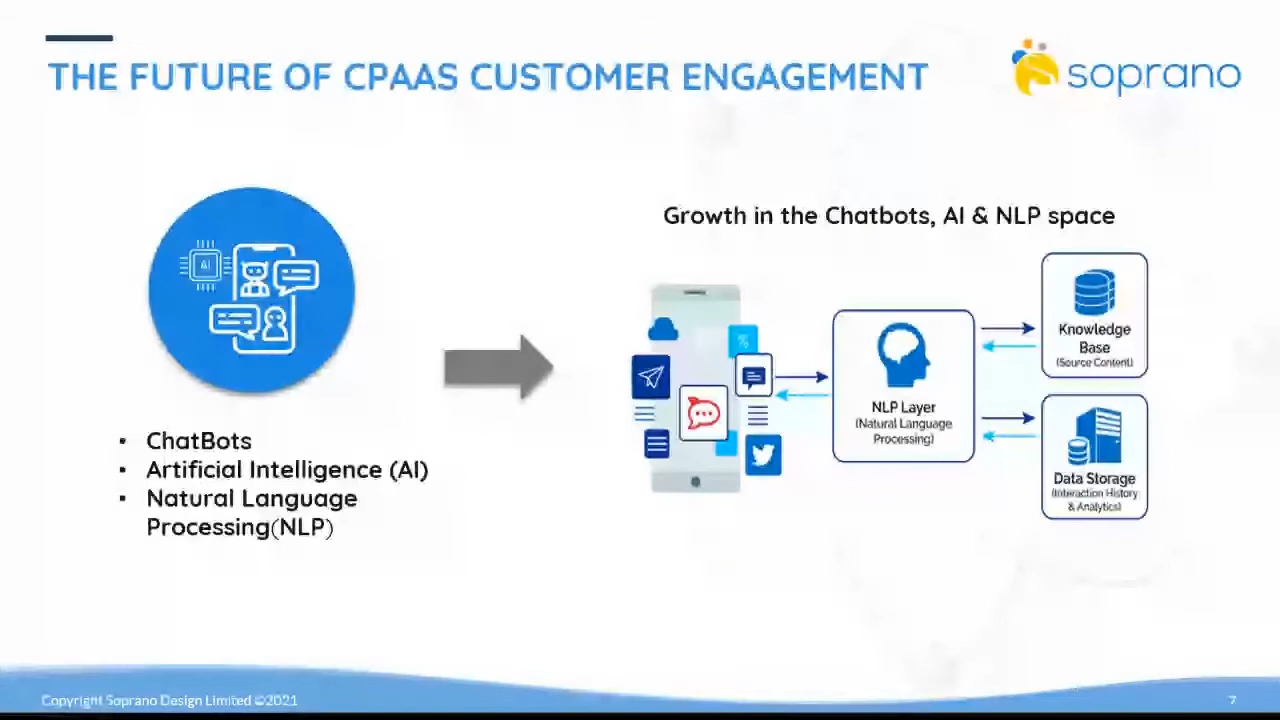 THE FUTURE OF CPAAS CUSTOMER ENGAGEMENT
soprano
Growth in the Chatbots, AI & NLP space
AI
▪ ChatBots
▪ Artificial Intelligence (AI)
▪ Natural Language
Processing(NLP)
%
NLP Layer
(Natural Language
Processing)
Knowledge
Base
(Source Content)
Data Storage
(Interaction History
& Analytics)
Copyright Soprano Design Limited ©2021
7